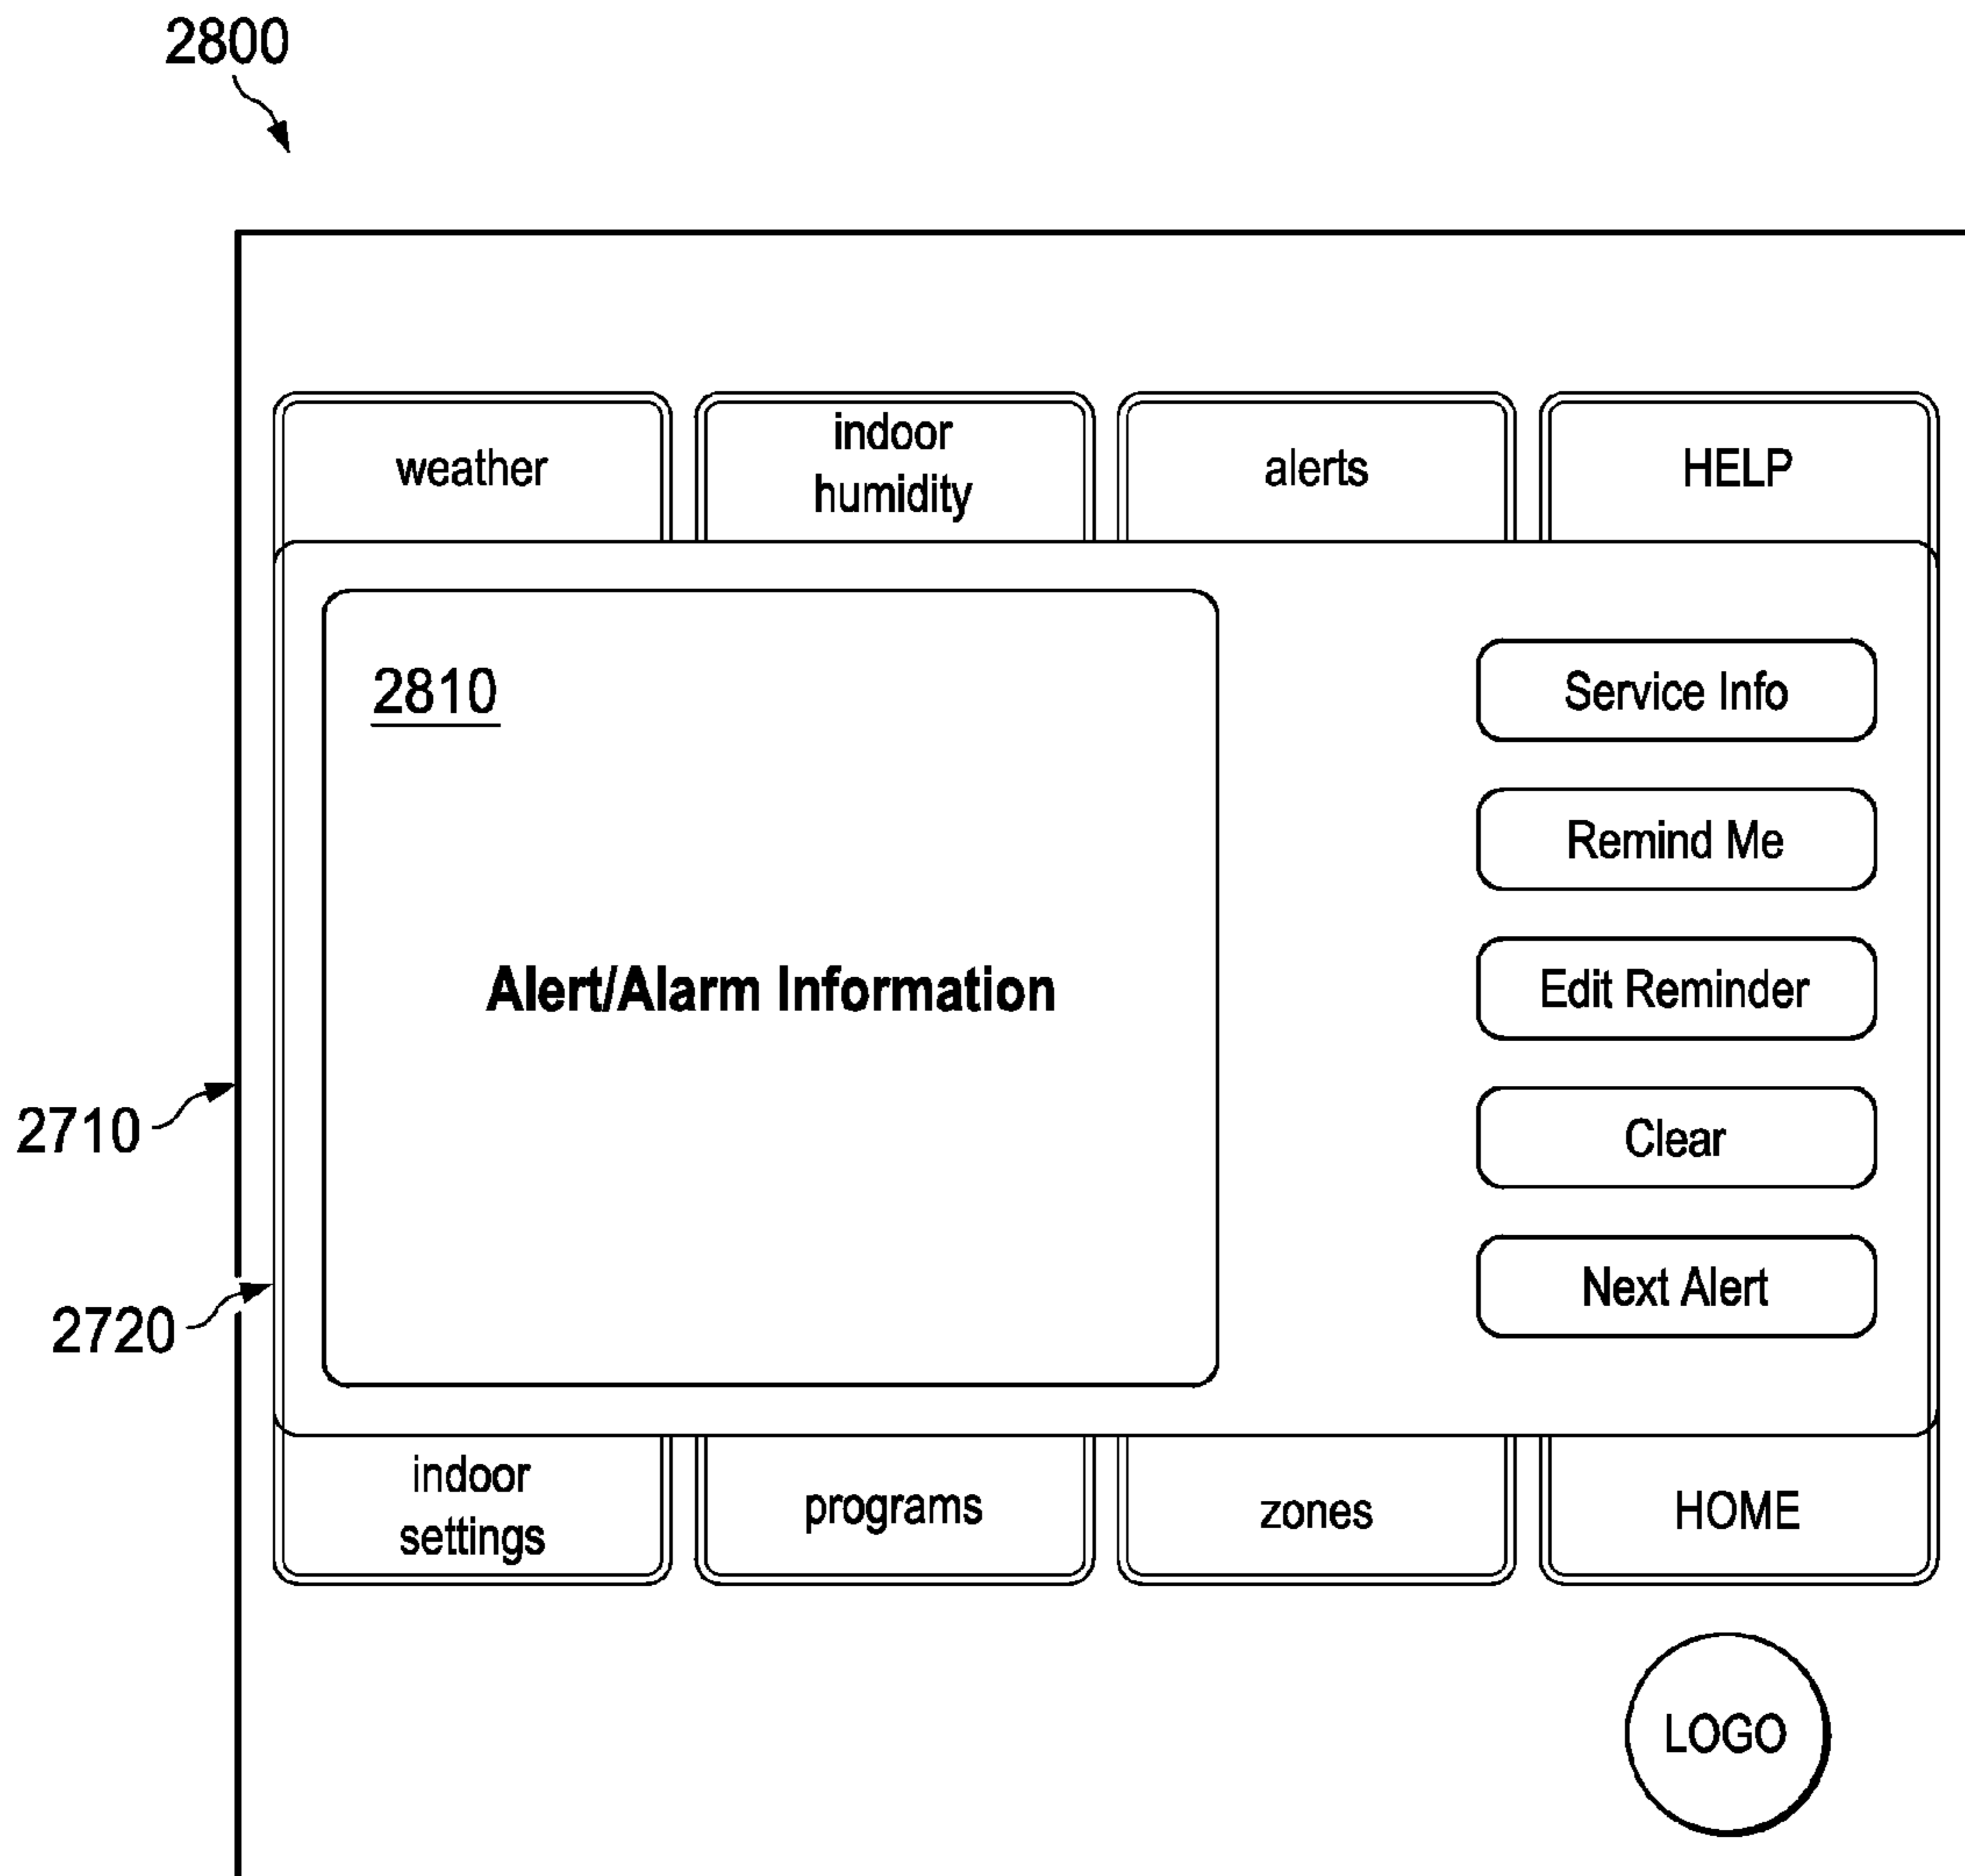 2800
weather
indoor
humidity
alerts
HELP
2810
Alert/Alarm Information
Service Info
Remind Me
Edit Reminder
Clear
Next Alert
2710
2720
indoor
settings
programs
zones
HOME
LOGO